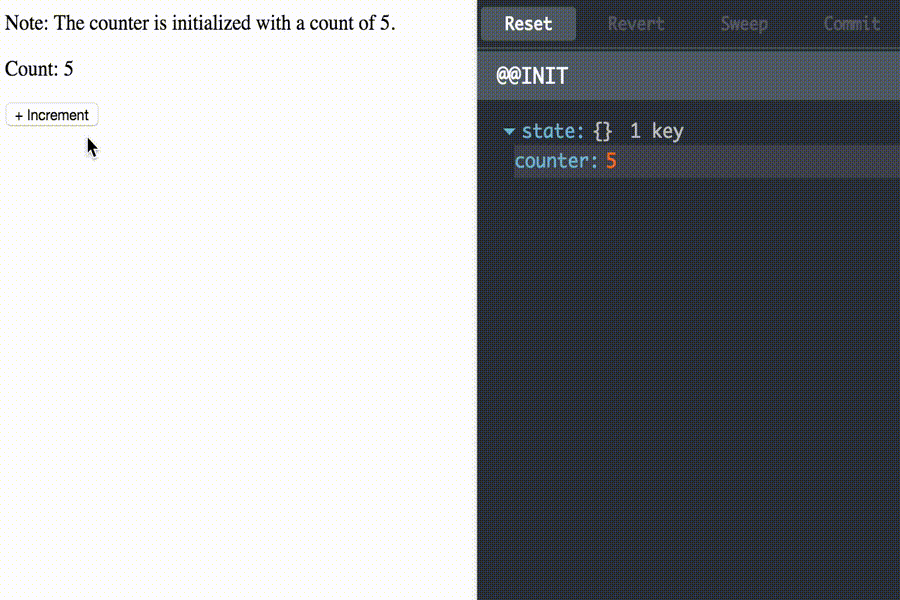 Note: The counter is initialized with a count of 5.
Count: 5
+ Increment
Reset Revert Sweep Commit
@@INIT
state: {} 1 key
counter: 5